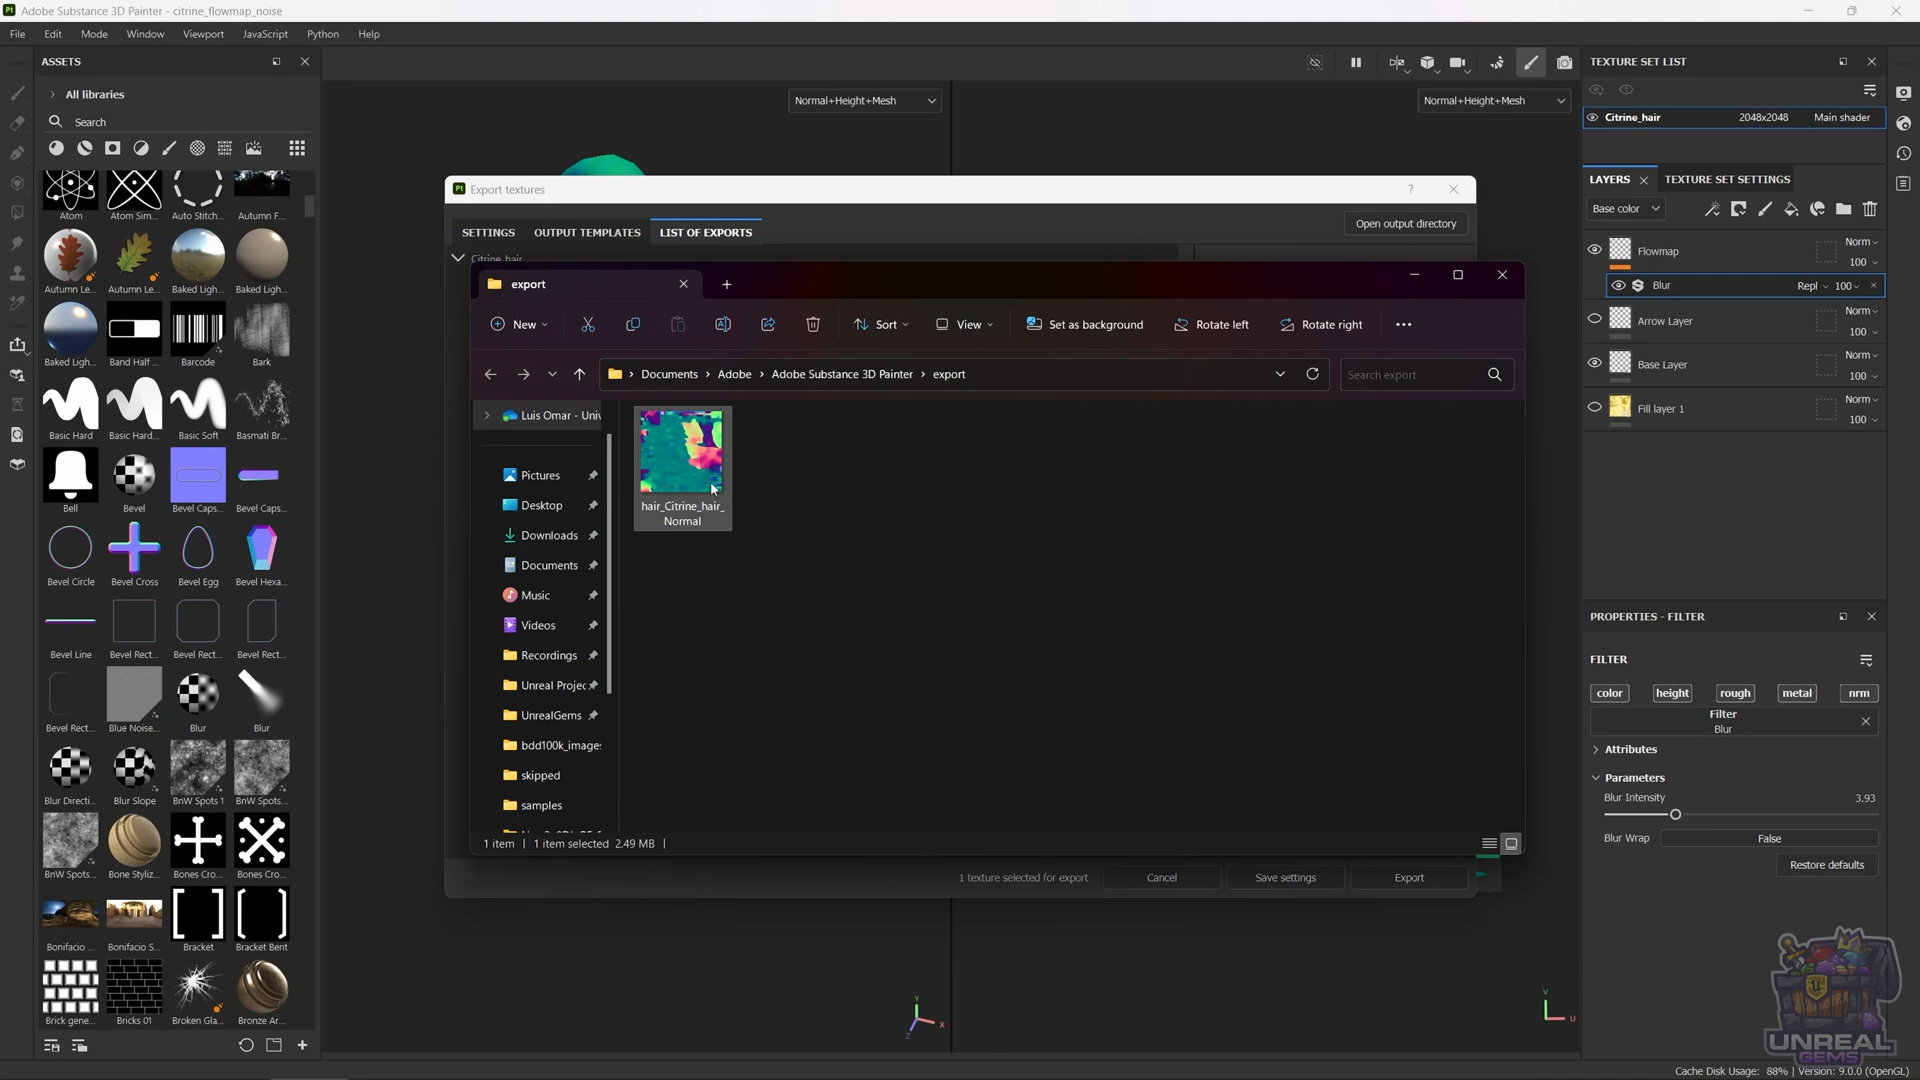 Adobe Substance 3D Painter - citrine_flowmap_noise
File Edit Mode Window Viewport JavaScript Python Help
ASSETS
All libraries
Search
Atom Atom Sim... Auto Stitch... Autumn F...
Autumn Le... Autumn Le... Baked Ligh... Baked Ligh...
Baked Ligh... Band Half ... Barcode Bark
Basic Hard Basic Hard... Basic Soft Basmati Br...
Bell Bevel Bevel Caps... Bevel Caps...
Bevel Circle Bevel Cross Bevel Egg Bevel Hexa...
Bevel Line Bevel Rect... Bevel Rect... Bevel Rect...
Bevel Rect... Blue Noise... Blur Blur
Blur Directi... Blur Slope BnW Spots 1 BnW Spots...
BnW Spots... Bone Styliz... Bones Cro... Bones Cro...
Bonifacio ... Bonifacio S... Bracket Bracket Bent
Brick gene... Bricks 01 Broken Gla... Bronze Ar...
Normal+Height+Mesh
Normal+Height+Mesh
Export textures
SETTINGS OUTPUT TEMPLATES LIST OF EXPORTS
Open output directory
Citrine_hair
export
New Sort View Set as background Rotate left Rotate right
Documents Adobe Adobe Substance 3D Painter export
Search export
Luis Omar - Univ
Pictures
Desktop
Downloads
Documents
Music
Videos
Recordings
Unreal Projec
UnrealGems
bdd100k_images
skipped
samples
hair_Citrine_hair_
Normal
1 item 1 item selected 2.49 MB
1 texture selected for export Cancel Save settings Export
Y
X
Z
V
U
TEXTURE SET LIST
Citrine_hair 2048x2048 Main shader
LAYERS TEXTURE SET SETTINGS
Base color
Flowmap Norm
100
Blur Repl 100
Arrow Layer Norm
100
Base Layer Norm
100
Fill layer 1 Norm
100
PROPERTIES - FILTER
FILTER
color height rough metal nrm
Filter
Blur
Attributes
Parameters
Blur Intensity 3.93
Blur Wrap False
Restore defaults
UNREAL
GEMS
Cache Disk Usage: 88% | Version: 9.0.0 (OpenGL)